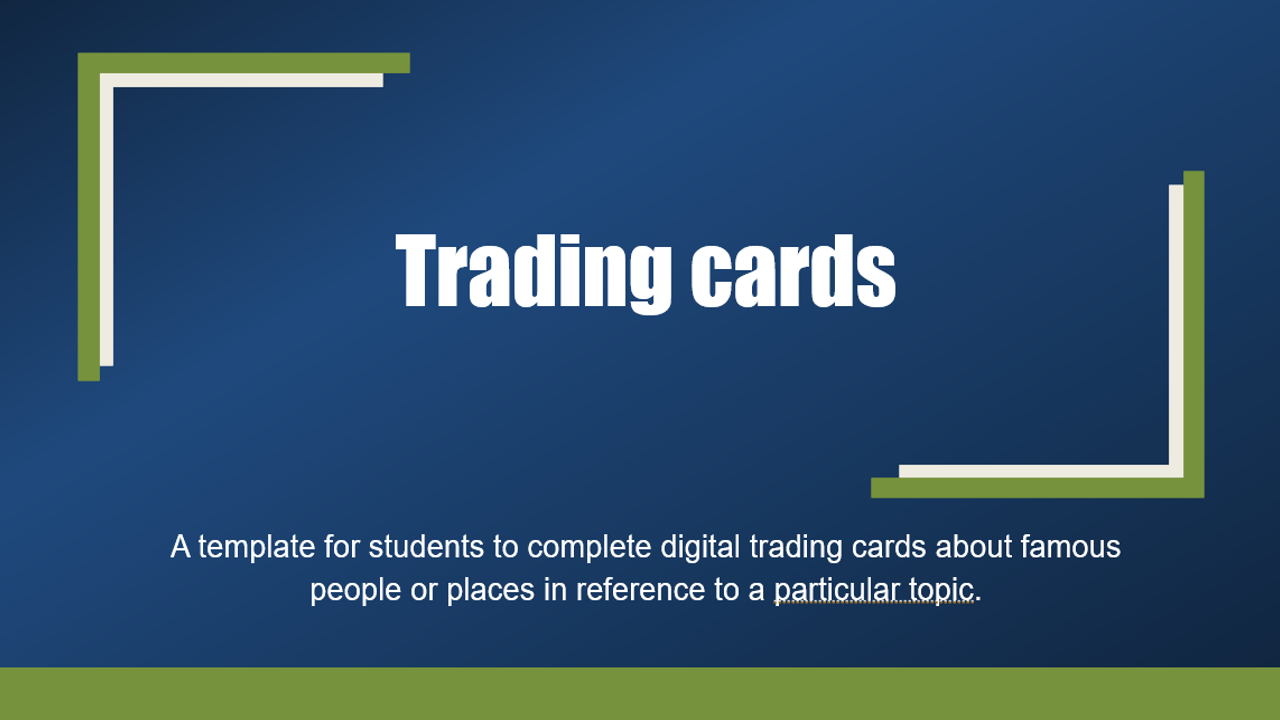 Trading cards
A template for students to complete digital trading cards about famous
people or places in reference to a particular topic.